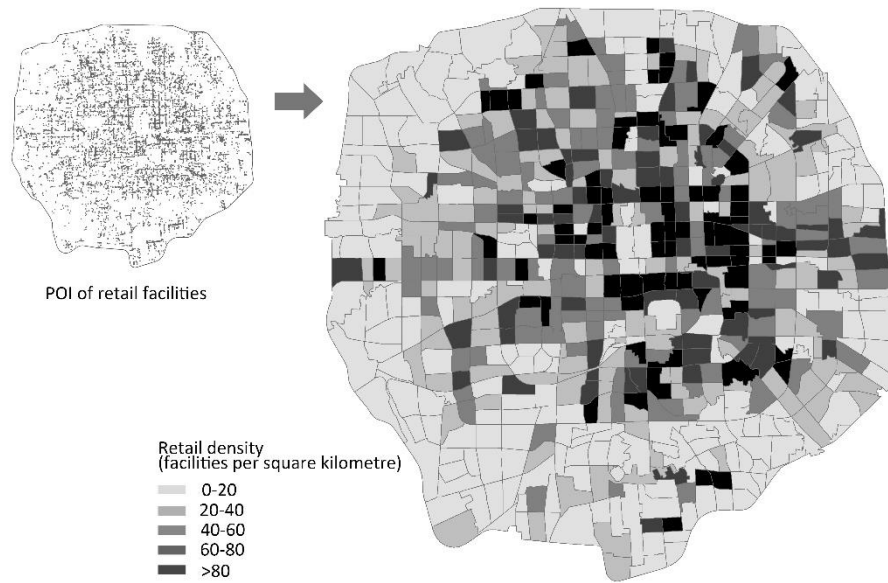 POI of retail facilities
Retail density
(facilities per square kilometre)
0-20
20-40
40-60
60-80
>80